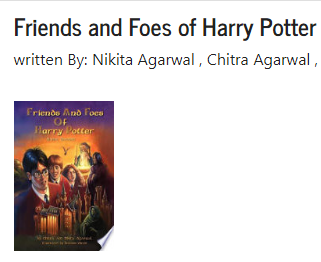 Friends and Foes of Harry Potter
written By: Nikita Agarwal , Chitra Agarwal ,
Friends And Foes
Of
Harry Potter